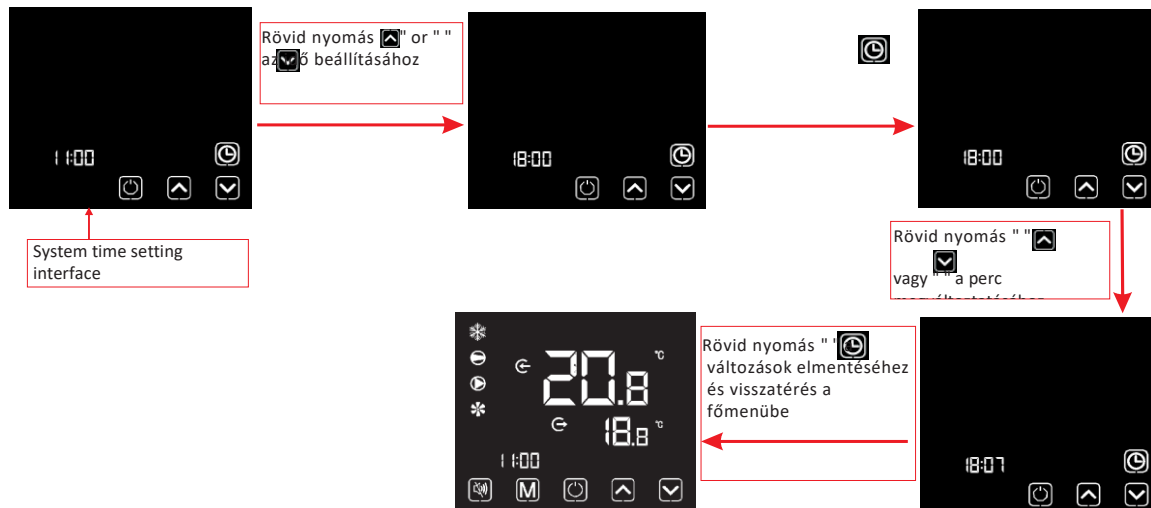 11:00
Rövid nyomás " or " "
az ő beállításához
18:00
18:00
System time setting
interface
Rövid nyomás " "
vagy " " a perc
20.8 °C
18.8 °C
11:00
M
Rövid nyomás " "
változások elmentéséhez
és visszatérés a
főmenübe
18:07